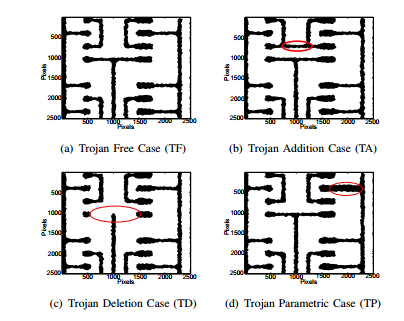 500
1000
1500
2000
2500
Pixels
500 1000 1500 2000 2500
Pixels
(a) Trojan Free Case (TF)
500
1000
1500
2000
2500
Pixels
500 1000 1500 2000 2500
Pixels
(b) Trojan Addition Case (TA)
500
1000
1500
2000
2500
Pixels
500 1000 1500 2000 2500
Pixels
(c) Trojan Deletion Case (TD)
500
1000
1500
2000
2500
Pixels
500 1000 1500 2000 2500
Pixels
(d) Trojan Parametric Case (TP)